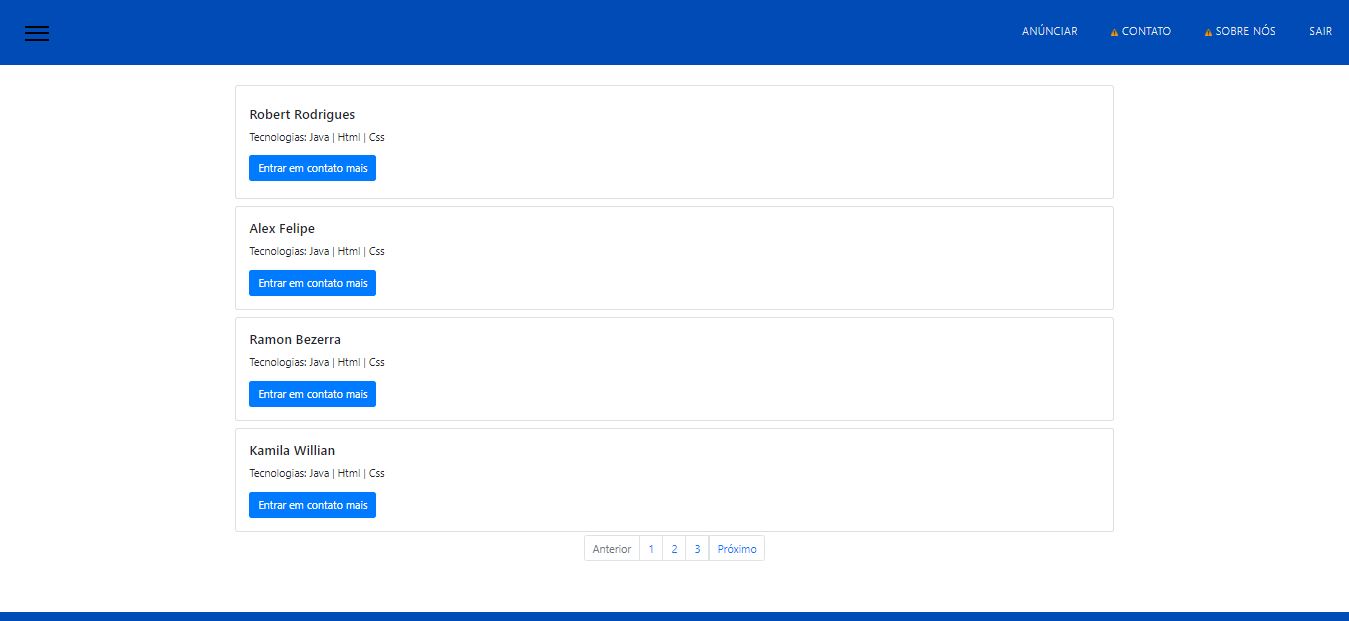 ANÚNCIAR CONTATO SOBRE NÓS SAIR
Robert Rodrigues
Tecnologias: Java | Html | Css
Entrar em contato mais
Alex Felipe
Tecnologias: Java | Html | Css
Entrar em contato mais
Ramon Bezerra
Tecnologias: Java | Html | Css
Entrar em contato mais
Kamila Willian
Tecnologias: Java | Html | Css
Entrar em contato mais
Anterior 1 2 3 Próximo